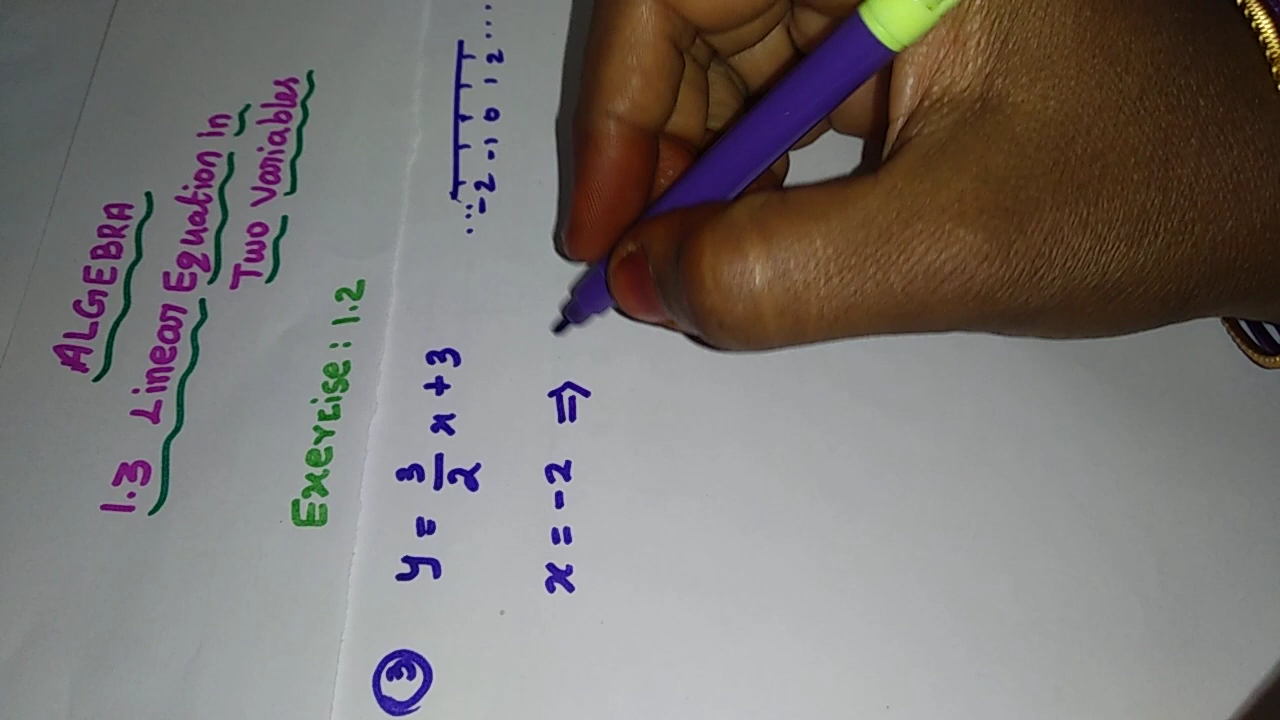 ALGEBRA
1.3 Linear Equation in
Two Variables
Exercise: 1.2
③ y = 3/2 x + 3
... -2 -1 0 1 2 ...
x = -2 ⇒